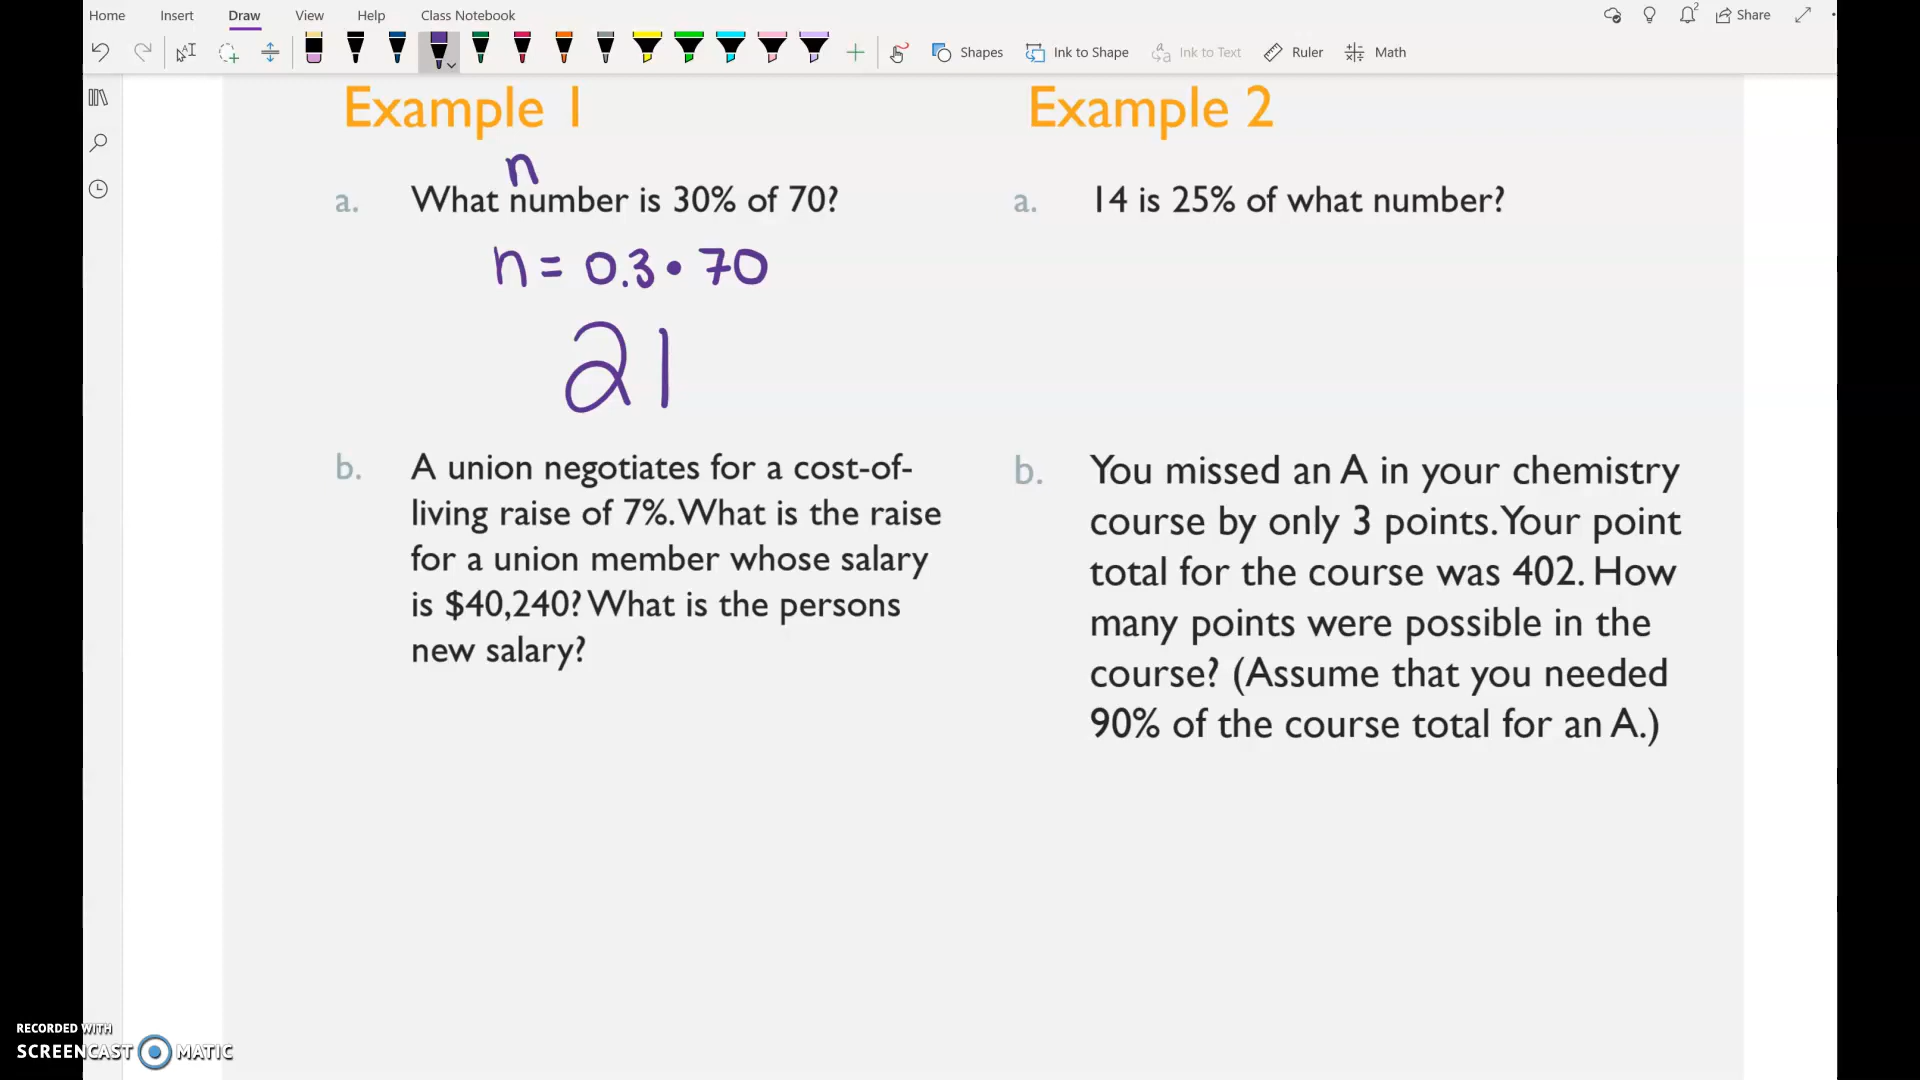 Home Insert Draw View Help Class Notebook
2
Share
Shapes Ink to Shape Ink to Text Ruler Math
Example 1
n
a. What number is 30% of 70?
n = 0.3 • 70
21
b. A union negotiates for a cost-of-
living raise of 7%. What is the raise
for a union member whose salary
is $40,240? What is the persons
new salary?
Example 2
a. 14 is 25% of what number?
b. You missed an A in your chemistry
course by only 3 points. Your point
total for the course was 402. How
many points were possible in the
course? (Assume that you needed
90% of the course total for an A.)
RECORDED WITH
SCREENCAST MATIC